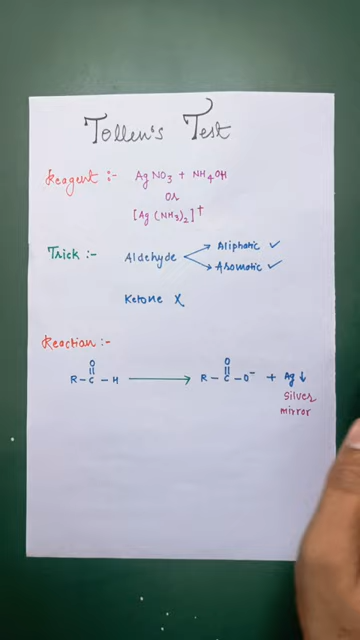 Tollen's Test
Reagent :- AgNO3 + NH4OH
or
[Ag (NH3)2]+
Trick :- Aldehyde → Aliphatic ✓
→ Aromatic ✓
Ketone X
Reaction :-
O
||
R – C – H ⟶ R – C – O⁻ + Ag ↓
O
||
silver
mirror